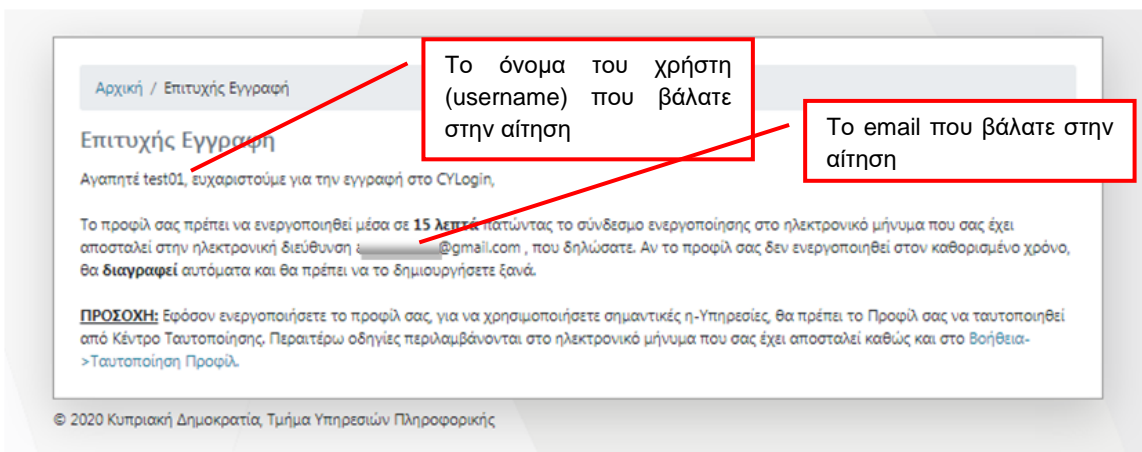 Αρχική / Επιτυχής Εγγραφή
Το όνομα του χρήστη
(username) που βάλατε
στην αίτηση
Το email που βάλατε στην
αίτηση
Επιτυχής Εγγραφή
Αγαπητέ test01, ευχαριστούμε για την εγγραφή στο CYLogin,
Το προφίλ σας πρέπει να ενεργοποιηθεί μέσα σε 15 λεπτά πατώντας το σύνδεσμο ενεργοποίησης στο ηλεκτρονικό μήνυμα που σας έχει
αποσταλεί στην ηλεκτρονική διεύθυνση @gmail.com , που δηλώσατε. Αν το προφίλ σας δεν ενεργοποιηθεί στον καθορισμένο χρόνο,
θα διαγραφεί αυτόματα και θα πρέπει να το δημιουργήσετε ξανά.
ΠΡΟΣΟΧΗ: Εφόσον ενεργοποιήσετε το προφίλ σας, για να χρησιμοποιήσετε σημαντικές η-Υπηρεσίες, θα πρέπει το Προφίλ σας να ταυτοποιηθεί
από Κέντρο Ταυτοποίησης. Περαιτέρω οδηγίες περιλαμβάνονται στο ηλεκτρονικό μήνυμα που σας έχει αποσταλεί καθώς και στο Βοήθεια-
>Ταυτοποίηση Προφίλ.
© 2020 Κυπριακή Δημοκρατία, Τμήμα Υπηρεσιών Πληροφορικής